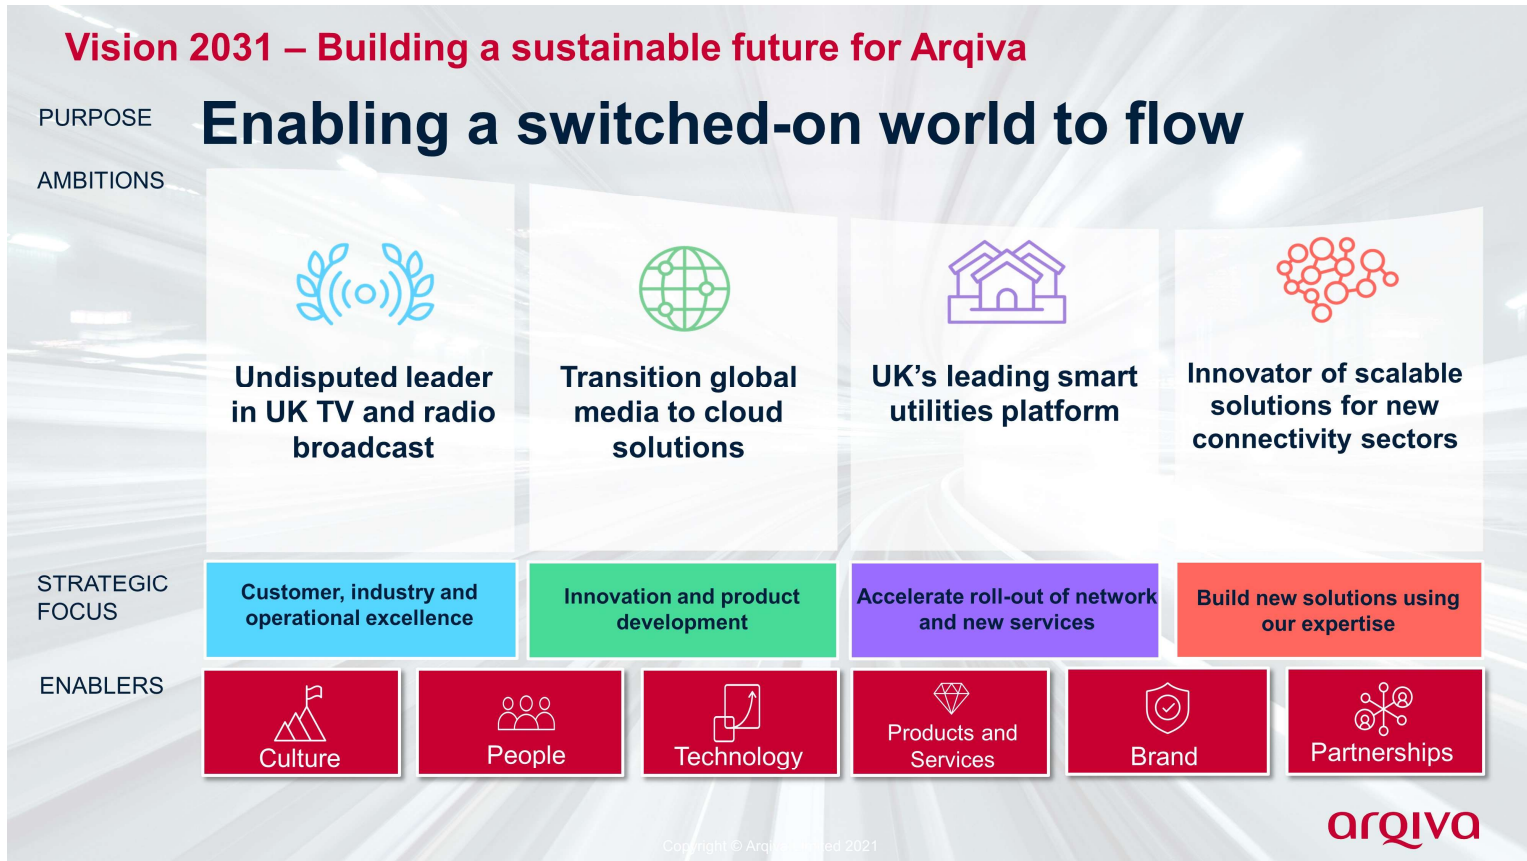 Vision 2031 – Building a sustainable future for Arqiva
PURPOSE
Enabling a switched-on world to flow
AMBITIONS
Undisputed leader
in UK TV and radio
broadcast
Transition global
media to cloud
solutions
UK's leading smart
utilities platform
Innovator of scalable
solutions for new
connectivity sectors
STRATEGIC
FOCUS
Customer, industry and
operational excellence
Innovation and product
development
Accelerate roll-out of network
and new services
Build new solutions using
our expertise
ENABLERS
Culture
People
Technology
Products and
Services
Brand
Partnerships
arqiva
Copyright © 2021